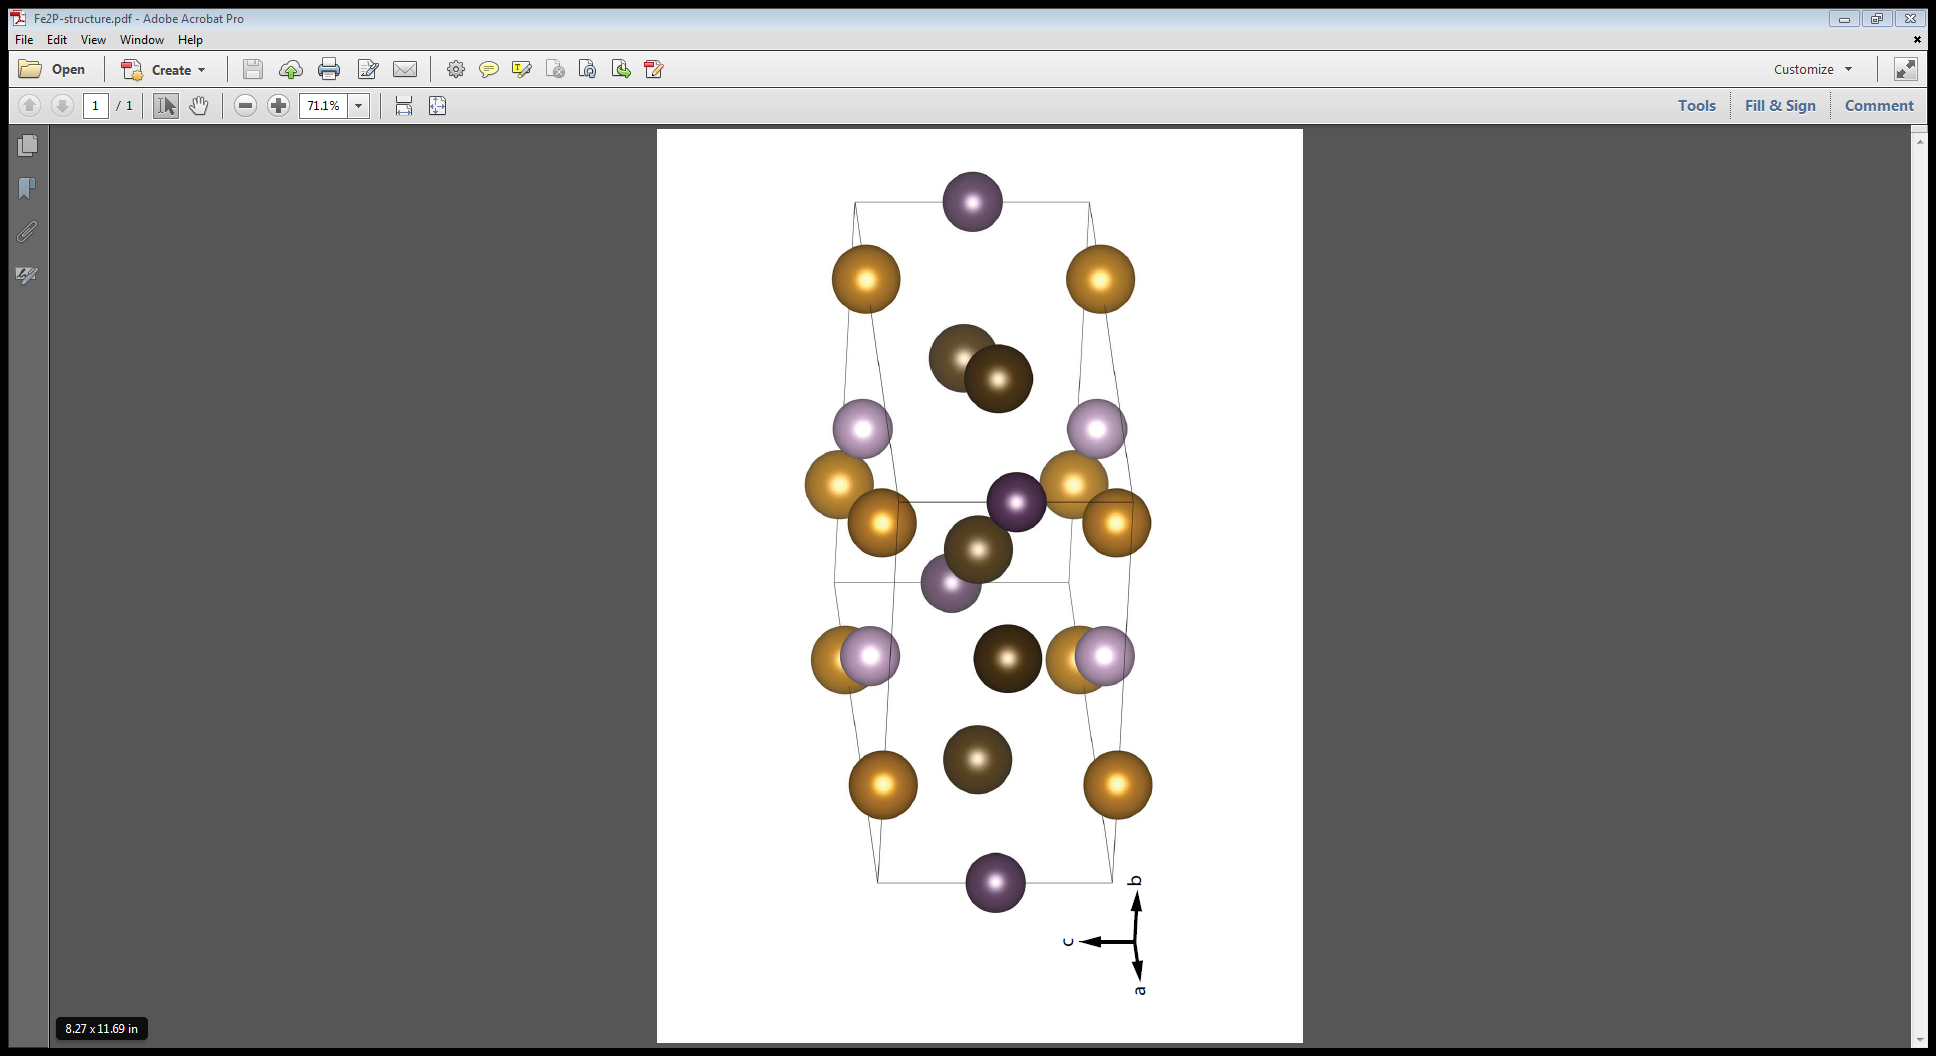 Fe2P-structure.pdf - Adobe Acrobat Pro
File Edit View Window Help
Open Create Customize
1 / 1 71.1% Tools Fill & Sign Comment
b
c
a
8.27 x 11.69 in